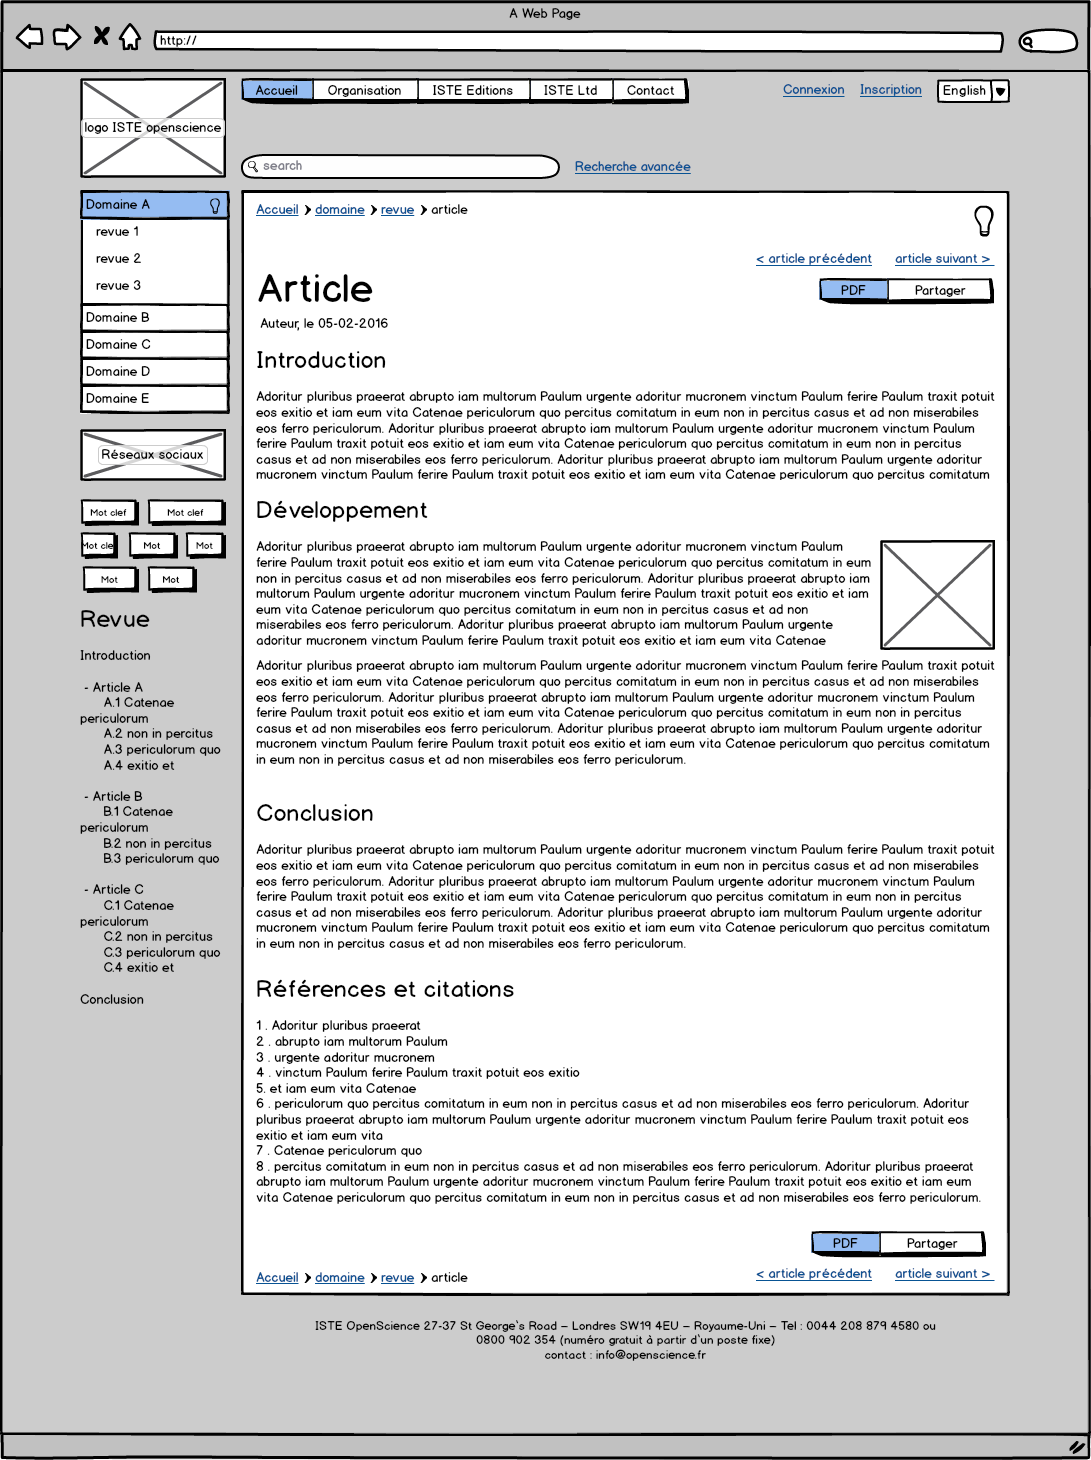 A Web Page
http://
logo ISTE openscience
Accueil
Organisation
ISTE Editions
ISTE Ltd
Contact
Connexion
Inscription
English
search
Recherche avancée
Domaine A
revue 1
revue 2
revue 3
Domaine B
Domaine C
Domaine D
Domaine E
Réseaux sociaux
Mot clef
Mot clef
Mot cle
Mot
Mot
Mot
Mot
Revue
Introduction
- Article A
A.1 Catenae
periculorum
A.2 non in percitus
A.3 periculorum quo
A.4 exitio et
- Article B
B.1 Catenae
periculorum
B.2 non in percitus
B.3 periculorum quo
- Article C
C.1 Catenae
periculorum
C.2 non in percitus
C.3 periculorum quo
C.4 exitio et
Conclusion
Accueil > domaine > revue > article
< article précédent
article suivant >
Article
PDF
Partager
Auteur, le 05-02-2016
Introduction
Adoritur pluribus praeerat abrupto iam multorum Paulum urgente adoritur mucronem vinctum Paulum ferire Paulum traxit potuit
eos exitio et iam eum vita Catenae periculorum quo percitus comitatum in eum non in percitus casus et ad non miserabiles
eos ferro periculorum. Adoritur pluribus praeerat abrupto iam multorum Paulum urgente adoritur mucronem vinctum Paulum
ferire Paulum traxit potuit eos exitio et iam eum vita Catenae periculorum quo percitus comitatum in eum non in percitus
casus et ad non miserabiles eos ferro periculorum. Adoritur pluribus praeerat abrupto iam multorum Paulum urgente adoritur
mucronem vinctum Paulum ferire Paulum traxit potuit eos exitio et iam eum vita Catenae periculorum quo percitus comitatum
Développement
Adoritur pluribus praeerat abrupto iam multorum Paulum urgente adoritur mucronem vinctum Paulum
ferire Paulum traxit potuit eos exitio et iam eum vita Catenae periculorum quo percitus comitatum in eum
non in percitus casus et ad non miserabiles eos ferro periculorum. Adoritur pluribus praeerat abrupto iam
multorum Paulum urgente adoritur mucronem vinctum Paulum ferire Paulum traxit potuit eos exitio et iam
eum vita Catenae periculorum quo percitus comitatum in eum non in percitus casus et ad non
miserabiles eos ferro periculorum. Adoritur pluribus praeerat abrupto iam multorum Paulum urgente
adoritur mucronem vinctum Paulum ferire Paulum traxit potuit eos exitio et iam eum vita Catenae
Adoritur pluribus praeerat abrupto iam multorum Paulum urgente adoritur mucronem vinctum Paulum ferire Paulum traxit potuit
eos exitio et iam eum vita Catenae periculorum quo percitus comitatum in eum non in percitus casus et ad non miserabiles
eos ferro periculorum. Adoritur pluribus praeerat abrupto iam multorum Paulum urgente adoritur mucronem vinctum Paulum
ferire Paulum traxit potuit eos exitio et iam eum vita Catenae periculorum quo percitus comitatum in eum non in percitus
casus et ad non miserabiles eos ferro periculorum. Adoritur pluribus praeerat abrupto iam multorum Paulum urgente adoritur
mucronem vinctum Paulum ferire Paulum traxit potuit eos exitio et iam eum vita Catenae periculorum quo percitus comitatum
in eum non in percitus casus et ad non miserabiles eos ferro periculorum.
Conclusion
Adoritur pluribus praeerat abrupto iam multorum Paulum urgente adoritur mucronem vinctum Paulum ferire Paulum traxit potuit
eos exitio et iam eum vita Catenae periculorum quo percitus comitatum in eum non in percitus casus et ad non miserabiles
eos ferro periculorum. Adoritur pluribus praeerat abrupto iam multorum Paulum urgente adoritur mucronem vinctum Paulum
ferire Paulum traxit potuit eos exitio et iam eum vita Catenae periculorum quo percitus comitatum in eum non in percitus
casus et ad non miserabiles eos ferro periculorum. Adoritur pluribus praeerat abrupto iam multorum Paulum urgente adoritur
mucronem vinctum Paulum ferire Paulum traxit potuit eos exitio et iam eum vita Catenae periculorum quo percitus comitatum
in eum non in percitus casus et ad non miserabiles eos ferro periculorum.
Références et citations
1 . Adoritur pluribus praeerat
2 . abrupto iam multorum Paulum
3 . urgente adoritur mucronem
4 . vinctum Paulum ferire Paulum traxit potuit eos exitio
5. et iam eum vita Catenae
6 . periculorum quo percitus comitatum in eum non in percitus casus et ad non miserabiles eos ferro periculorum. Adoritur
pluribus praeerat abrupto iam multorum Paulum urgente adoritur mucronem vinctum Paulum ferire Paulum traxit potuit eos
exitio et iam eum vita
7 . Catenae periculorum quo
8 . percitus comitatum in eum non in percitus casus et ad non miserabiles eos ferro periculorum. Adoritur pluribus praeerat
abrupto iam multorum Paulum urgente adoritur mucronem vinctum Paulum ferire Paulum traxit potuit eos exitio et iam eum
vita Catenae periculorum quo percitus comitatum in eum non in percitus casus et ad non miserabiles eos ferro periculorum.
PDF
Partager
Accueil > domaine > revue > article
< article précédent
article suivant >
ISTE OpenScience 27-37 St George's Road – Londres SW19 4EU – Royaume-Uni – Tel : 0044 208 879 4580 ou
0800 902 354 (numéro gratuit à partir d'un poste fixe)
contact : info@openscience.fr